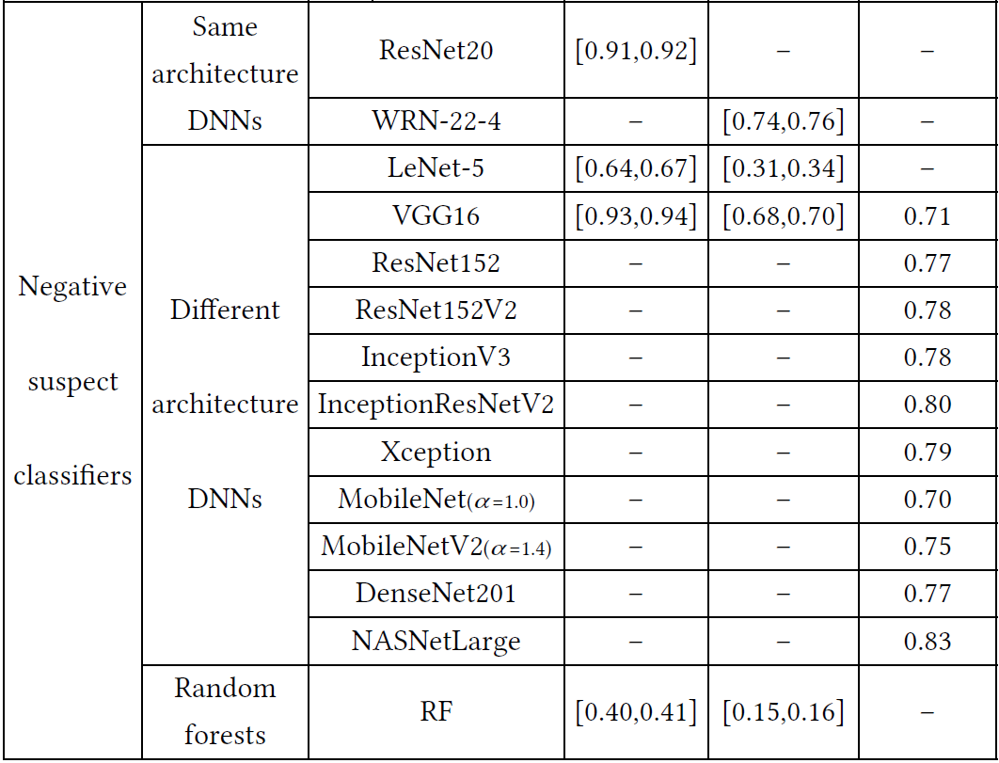 Same
architecture
DNNs
ResNet20 [0.91,0.92] – –
WRN-22-4 – [0.74,0.76] –
Negative
suspect
classifiers
Different
architecture
DNNs
LeNet-5 [0.64,0.67] [0.31,0.34] –
VGG16 [0.93,0.94] [0.68,0.70] 0.71
ResNet152 – – 0.77
ResNet152V2 – – 0.78
InceptionV3 – – 0.78
InceptionResNetV2 – – 0.80
Xception – – 0.79
MobileNet(α=1.0) – – 0.70
MobileNetV2(α=1.4) – – 0.75
DenseNet201 – – 0.77
NASNetLarge – – 0.83
Random
forests
RF [0.40,0.41] [0.15,0.16] –